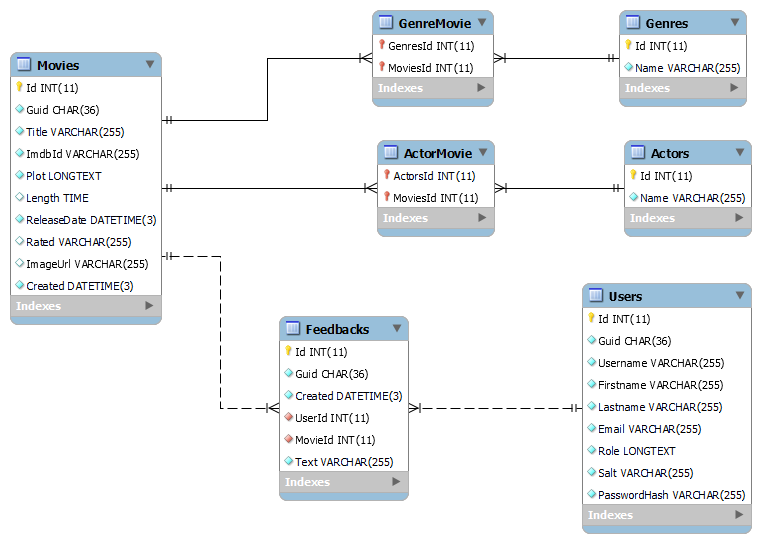 Movies
Id INT(11)
Guid CHAR(36)
Title VARCHAR(255)
ImdbId VARCHAR(255)
Plot LONGTEXT
Length TIME
ReleaseDate DATETIME(3)
Rated VARCHAR(255)
ImageUrl VARCHAR(255)
Created DATETIME(3)
Indexes
GenreMovie
GenresId INT(11)
MoviesId INT(11)
Indexes
Genres
Id INT(11)
Name VARCHAR(255)
Indexes
ActorMovie
ActorsId INT(11)
MoviesId INT(11)
Indexes
Actors
Id INT(11)
Name VARCHAR(255)
Indexes
Feedbacks
Id INT(11)
Guid CHAR(36)
Created DATETIME(3)
UserId INT(11)
MovieId INT(11)
Text VARCHAR(255)
Indexes
Users
Id INT(11)
Guid CHAR(36)
Username VARCHAR(255)
Firstname VARCHAR(255)
Lastname VARCHAR(255)
Email VARCHAR(255)
Role LONGTEXT
Salt VARCHAR(255)
PasswordHash VARCHAR(255)
Indexes